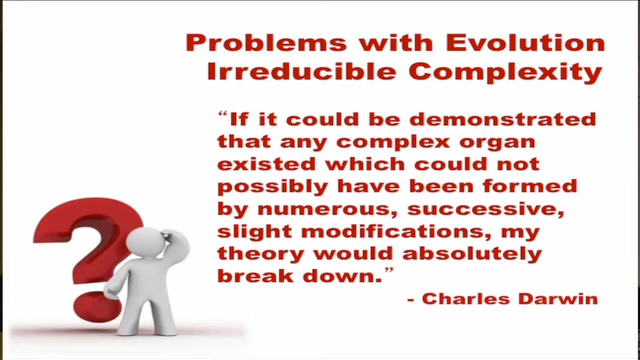 Problems with Evolution
Irreducible Complexity
“If it could be demonstrated
that any complex organ
existed which could not
possibly have been formed
by numerous, successive,
slight modifications, my
theory would absolutely
break down.”
- Charles Darwin